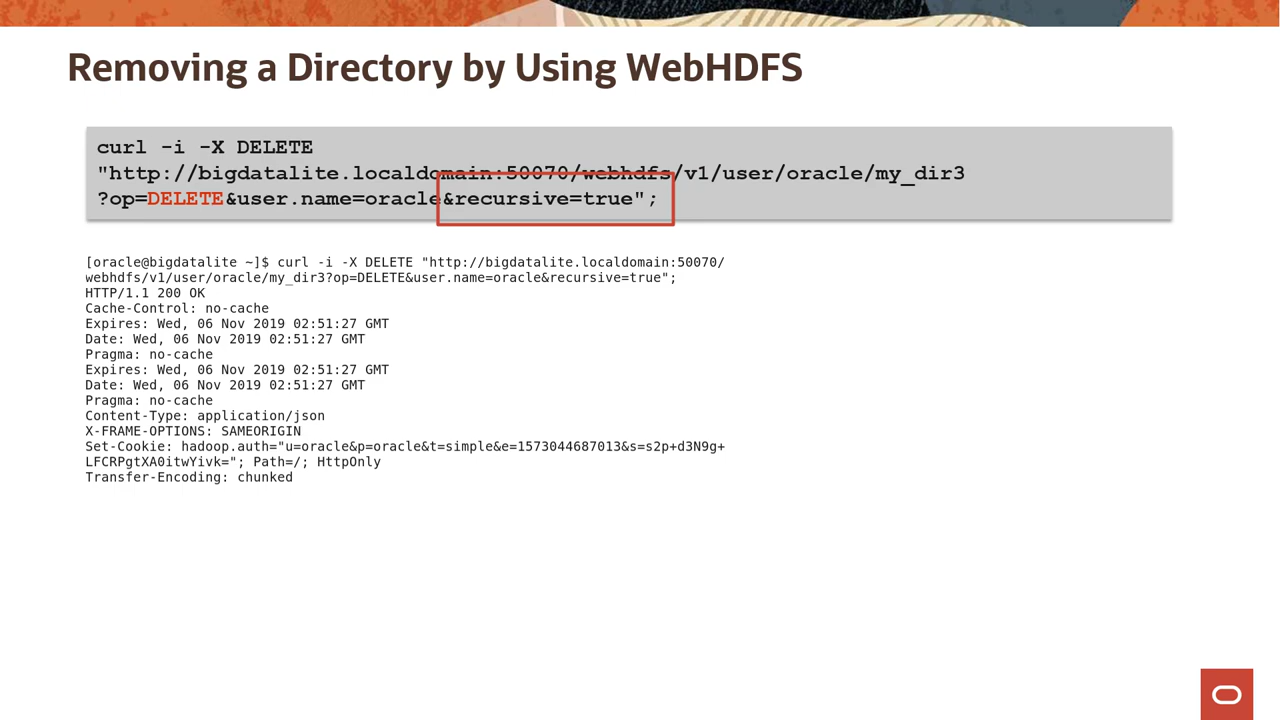 Removing a Directory by Using WebHDFS
curl -i -X DELETE
"http://bigdatalite.localdomain:50070/webhdfs/v1/user/oracle/my_dir3
?op=DELETE&user.name=oracle&recursive=true";
[oracle@bigdatalite ~]$ curl -i -X DELETE "http://bigdatalite.localdomain:50070/
webhdfs/v1/user/oracle/my_dir3?op=DELETE&user.name=oracle&recursive=true";
HTTP/1.1 200 OK
Cache-Control: no-cache
Expires: Wed, 06 Nov 2019 02:51:27 GMT
Date: Wed, 06 Nov 2019 02:51:27 GMT
Pragma: no-cache
Expires: Wed, 06 Nov 2019 02:51:27 GMT
Date: Wed, 06 Nov 2019 02:51:27 GMT
Pragma: no-cache
Content-Type: application/json
X-FRAME-OPTIONS: SAMEORIGIN
Set-Cookie: hadoop.auth="u=oracle&p=oracle&t=simple&e=1573044687013&s=s2p+d3N9g+
LFCRPgtXA0itwYivk="; Path=/; HttpOnly
Transfer-Encoding: chunked